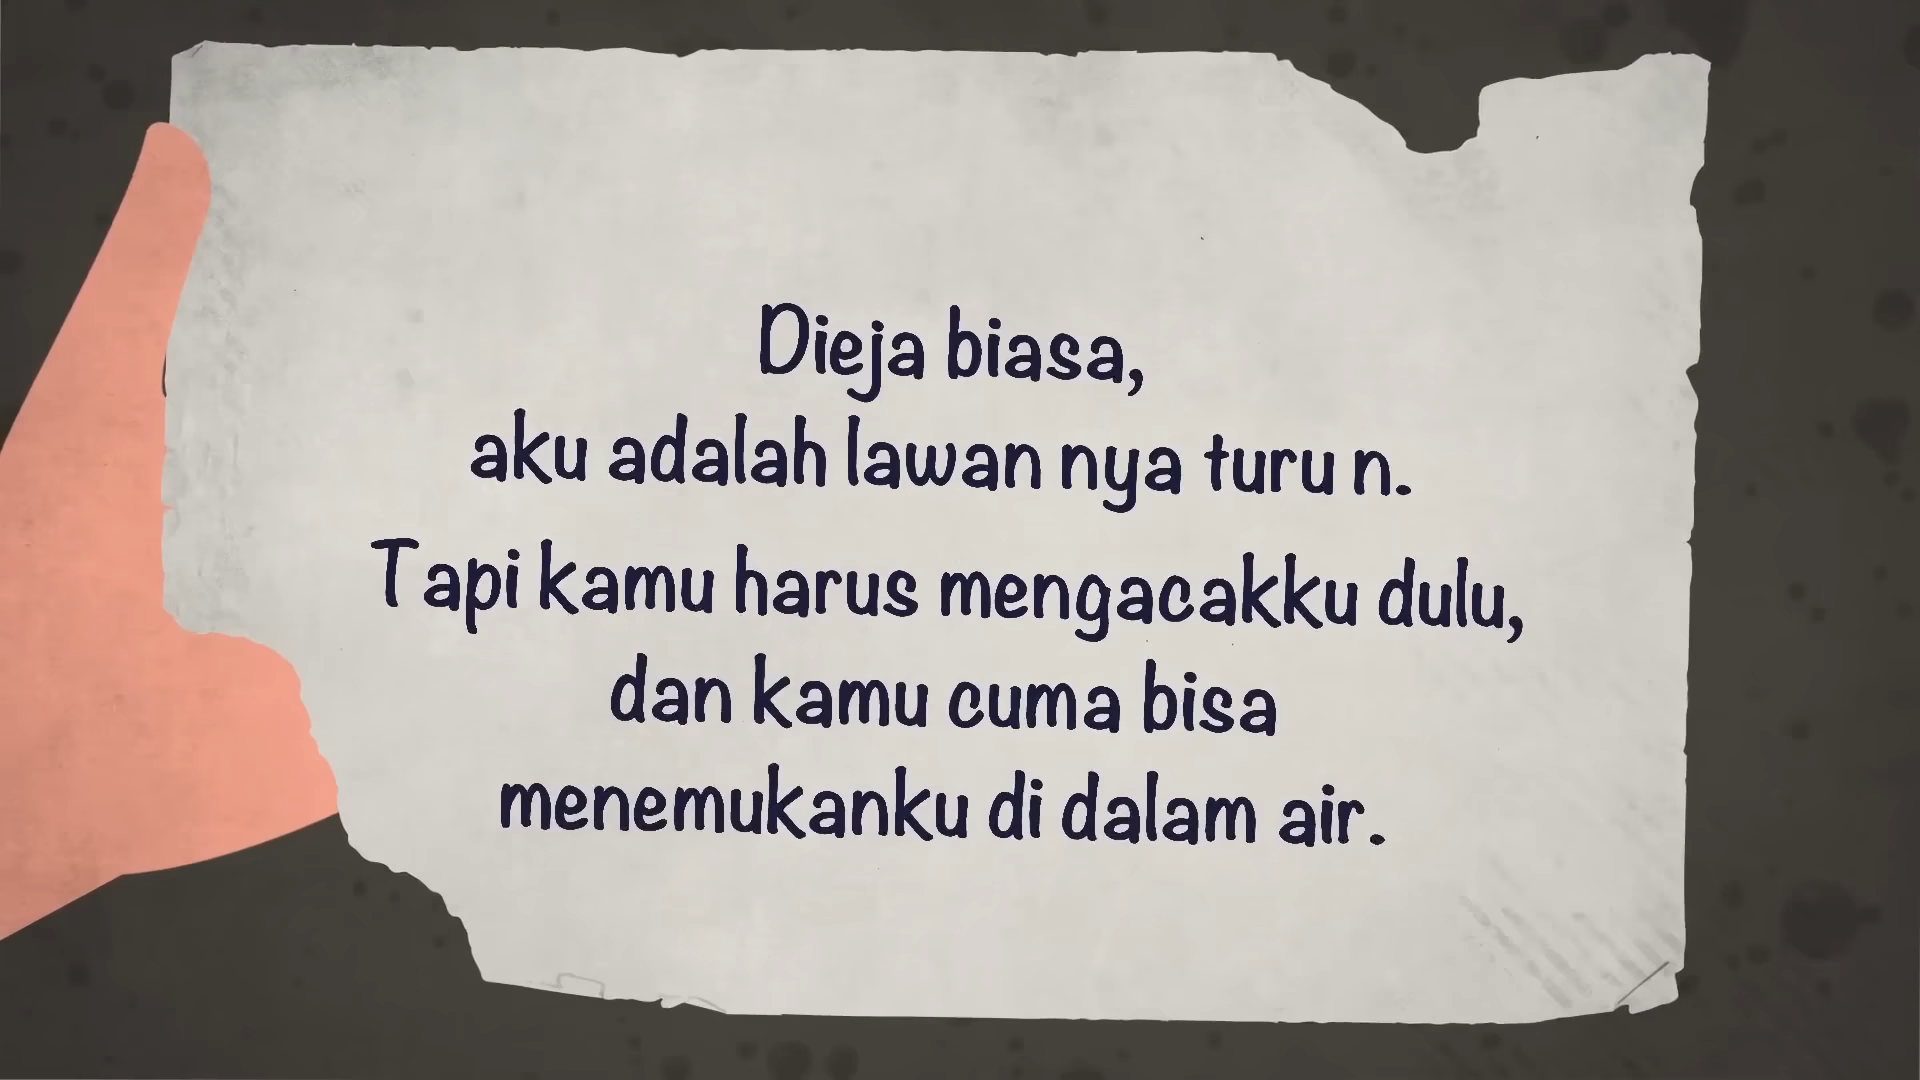 Dieja biasa,
aku adalah lawan nya turu n.
Tapi kamu harus mengacakku dulu,
dan kamu cuma bisa
menemukanku di dalam air.